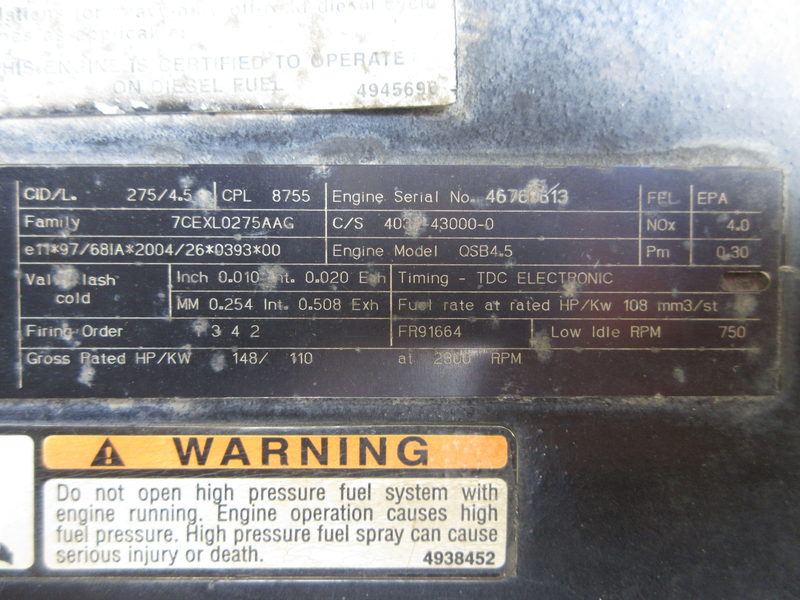 THIS ENGINE IS CERTIFIED TO OPERATE
ON DIESEL FUEL
CID/L. 275/4.5 CPL 8755 Engine Serial No. FEL EPA
Family 7CEXL0275AAG C/S NOx 4.0
e11*97/68IA*2004/26*0393*00 Engine Model QSB4.5 Pm 0.30
Valve lash cold
Inch 0.010 Int. 0.020 Exh Timing - TDC ELECTRONIC
MM 0.254 Int. 0.508 Exh Fuel rate at rated HP/Kw 108 mm3/st
Firing Order 1 3 4 2 FR91664 Low Idle RPM 750
Gross Rated HP/KW 148/ 110 at RPM
WARNING
Do not open high pressure fuel system with
engine running. Engine operation causes high
fuel pressure. High pressure fuel spray can cause
serious injury or death. 4938452